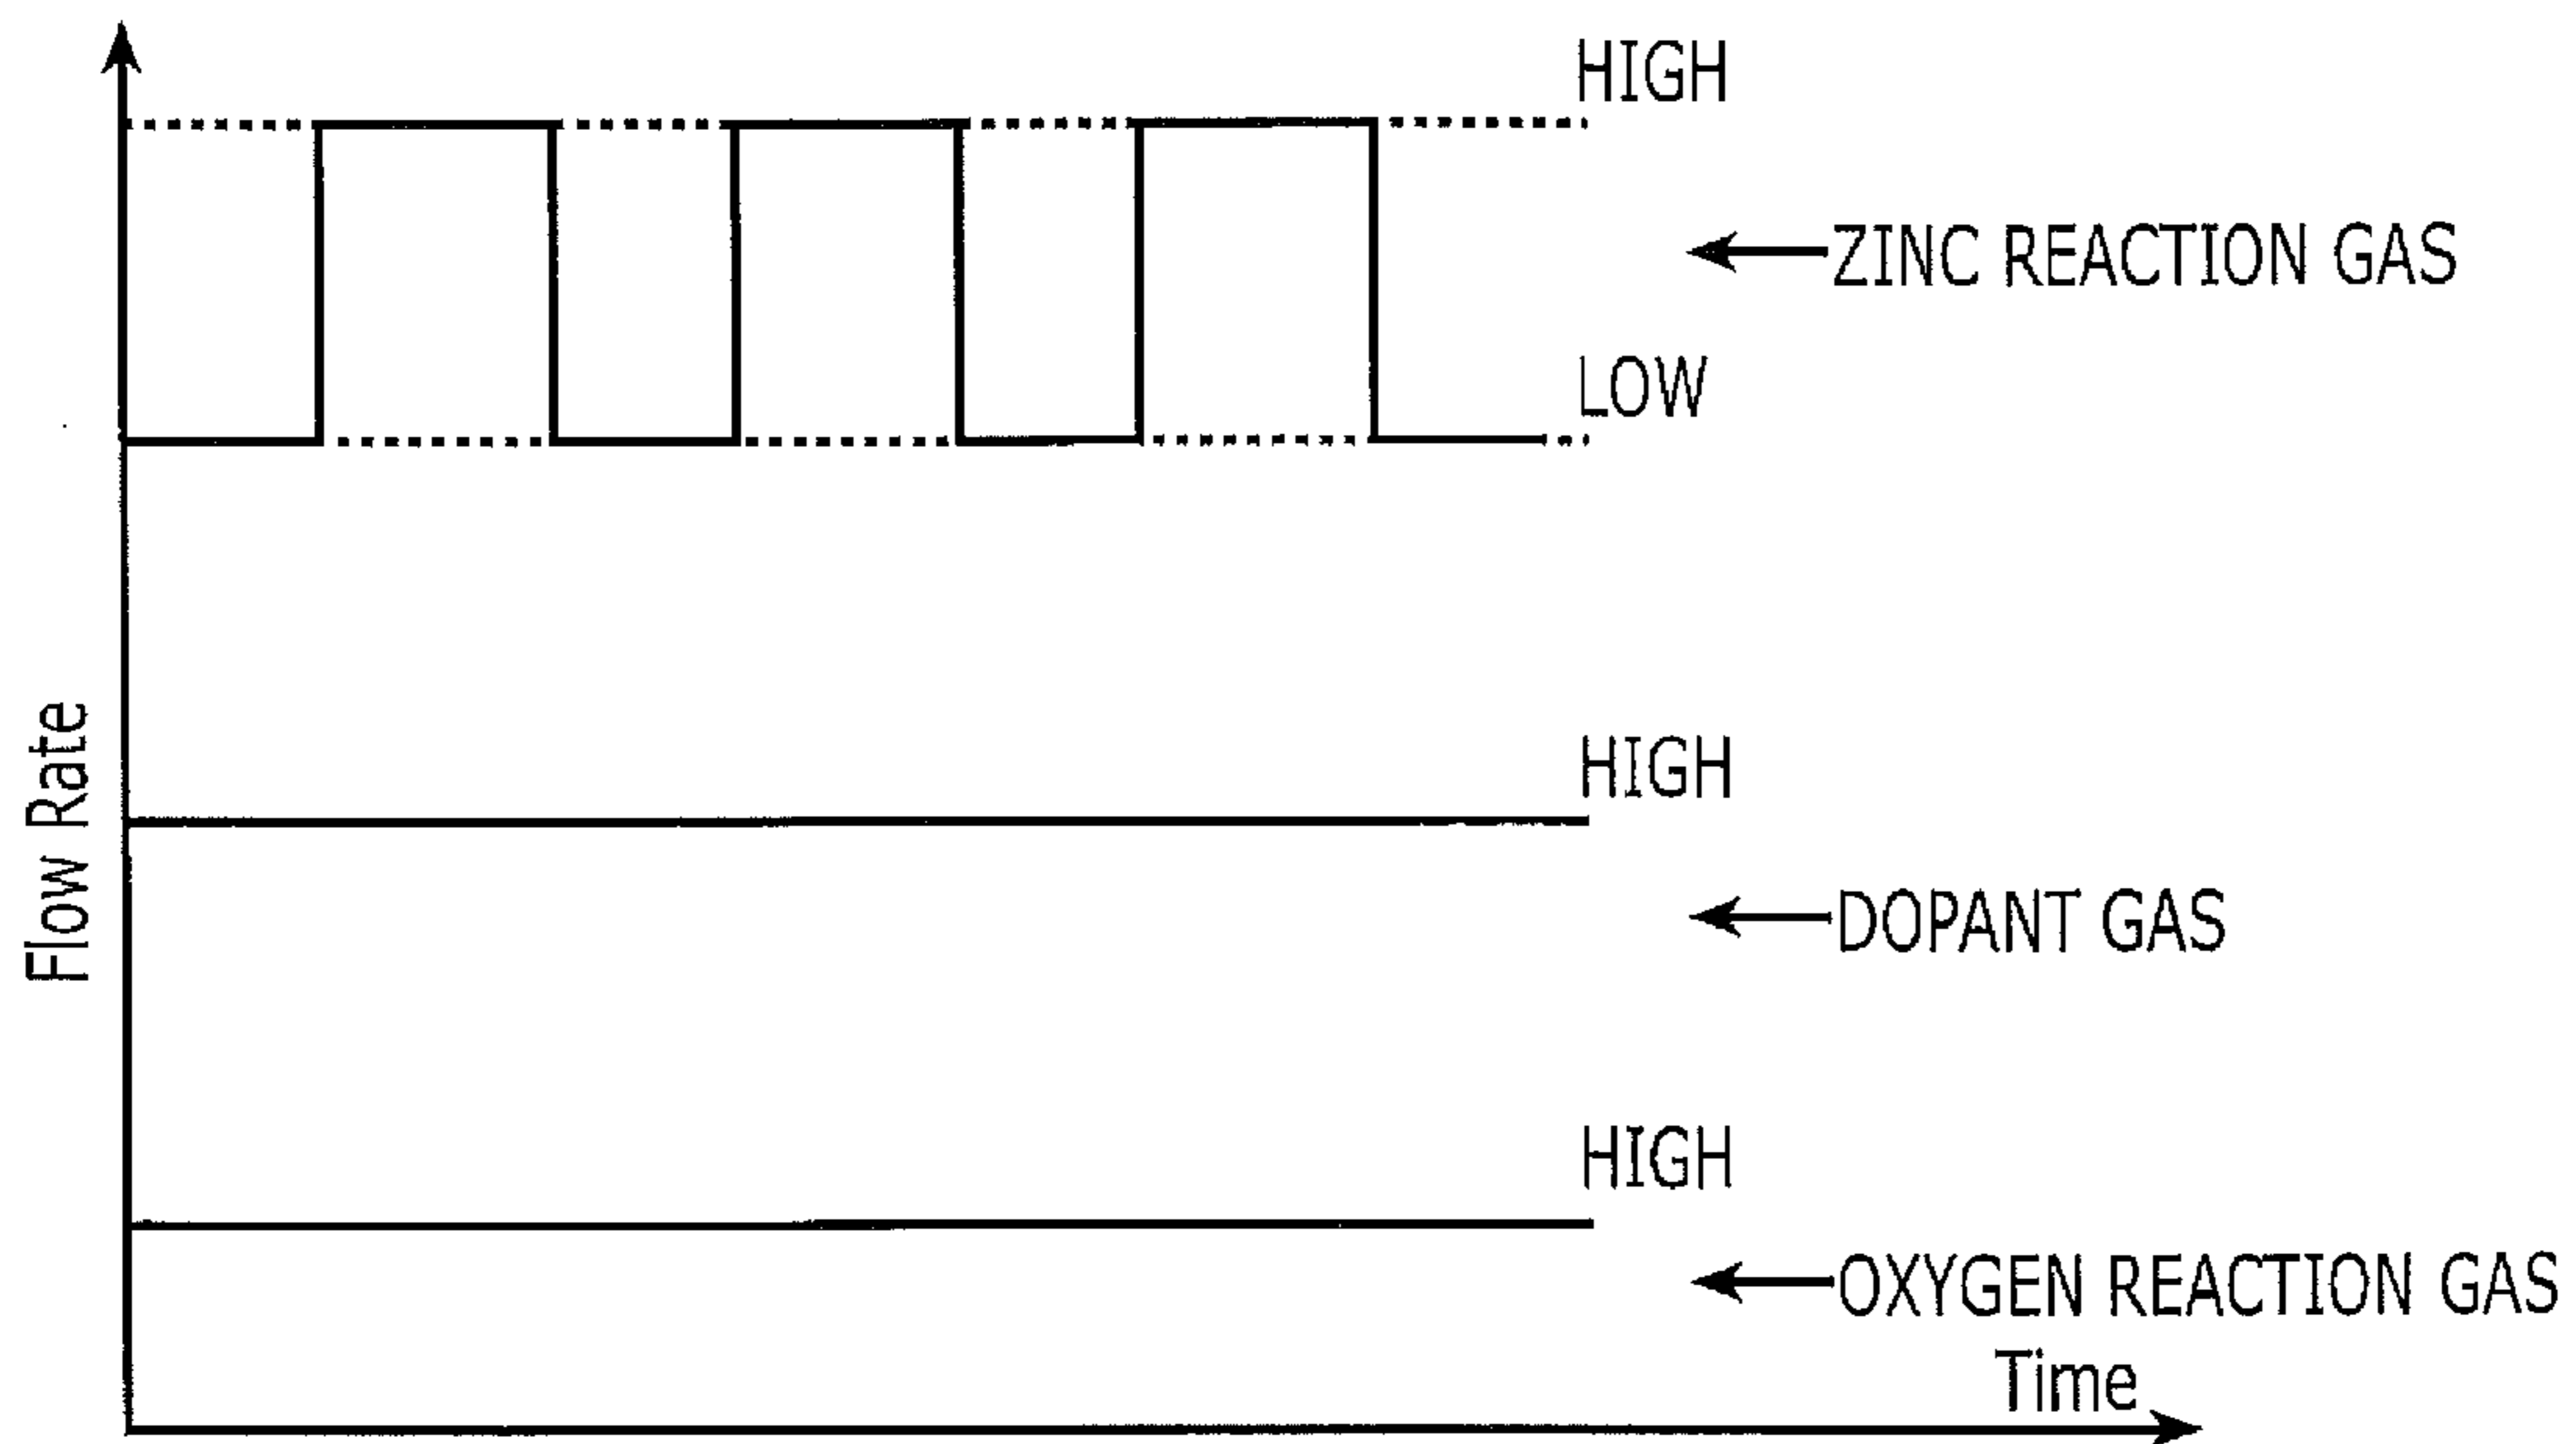 HIGH
ZINC REACTION GAS
LOW
Flow Rate
HIGH
DOPANT GAS
HIGH
OXYGEN REACTION GAS
Time